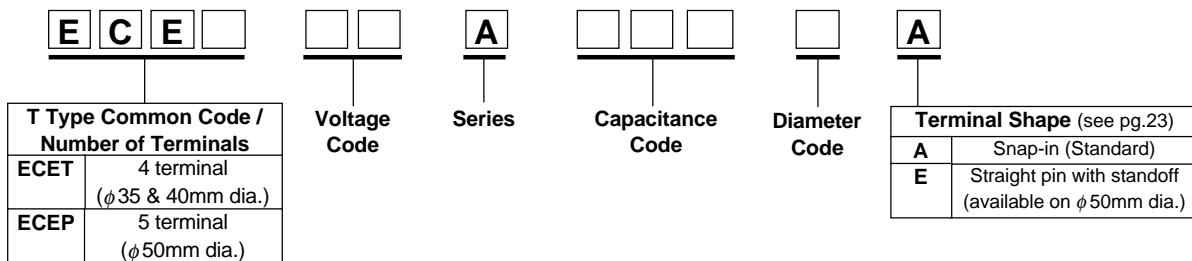 E C E A A
T Type Common Code /
Number of Terminals
ECET 4 terminal
(ϕ35 & 40mm dia.)
ECEP 5 terminal
(ϕ50mm dia.)
Voltage
Code
Series
Capacitance
Code
Diameter
Code
Terminal Shape (see pg.23)
A Snap-in (Standard)
E Straight pin with standoff
(available on ϕ50mm dia.)